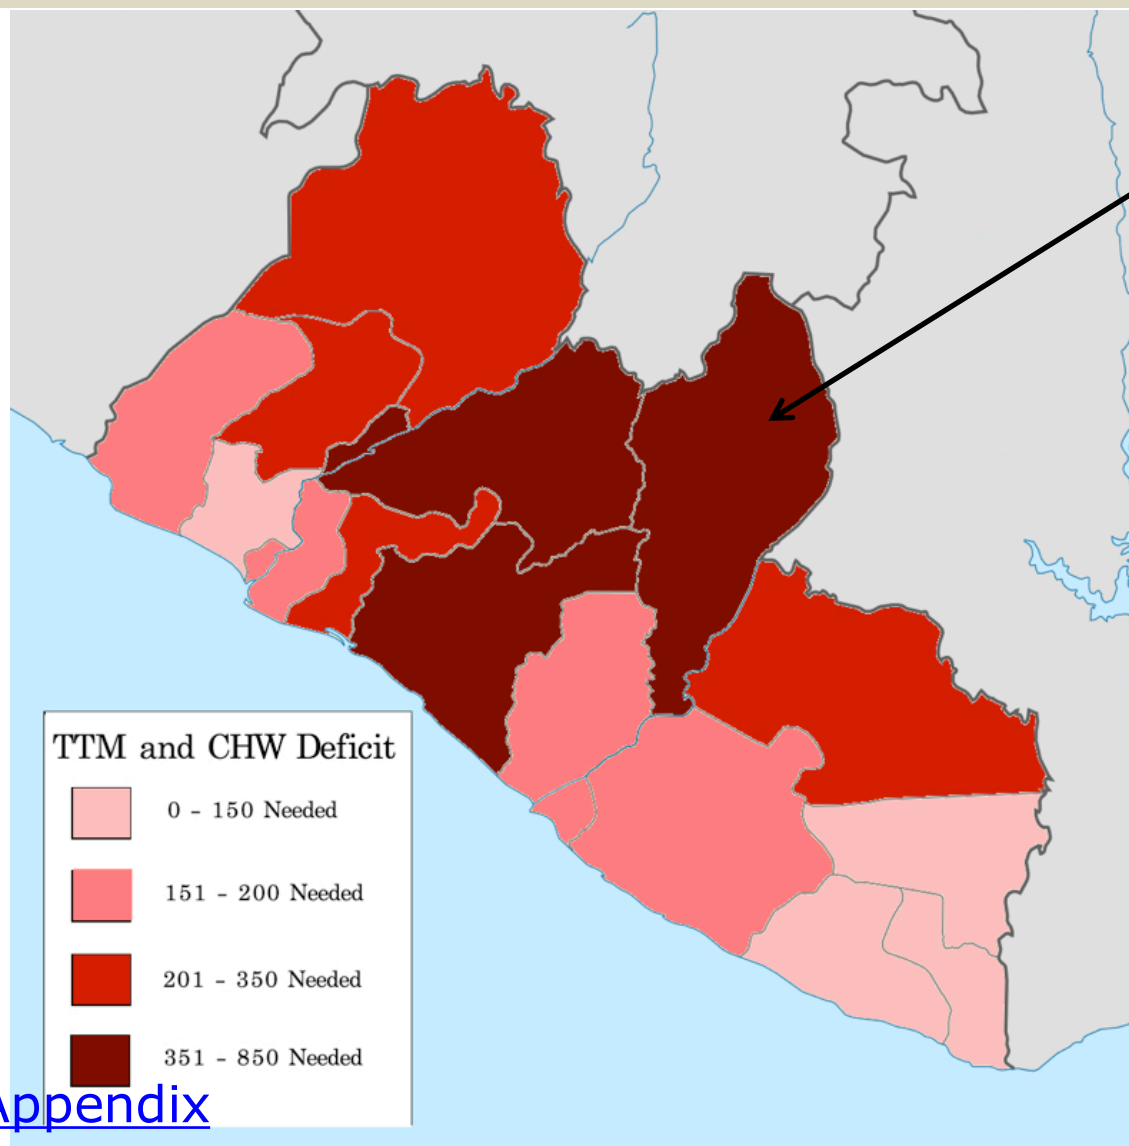 TTM and CHW Deficit
0 - 150 Needed
151 - 200 Needed
201 - 350 Needed
351 - 850 Needed
Appendix